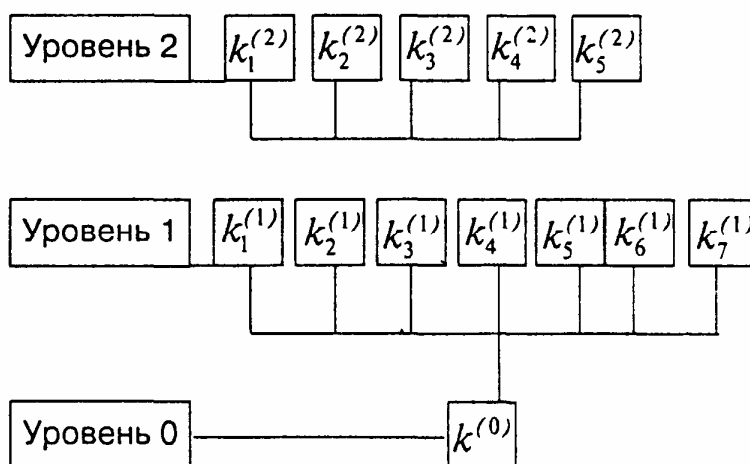 Уровень 2 k₁⁽²⁾ k₂⁽²⁾ k₃⁽²⁾ k₄⁽²⁾ k₅⁽²⁾
Уровень 1 k₁⁽¹⁾ k₂⁽¹⁾ k₃⁽¹⁾ k₄⁽¹⁾ k₅⁽¹⁾ k₆⁽¹⁾ k₇⁽¹⁾
Уровень 0 k⁽⁰⁾